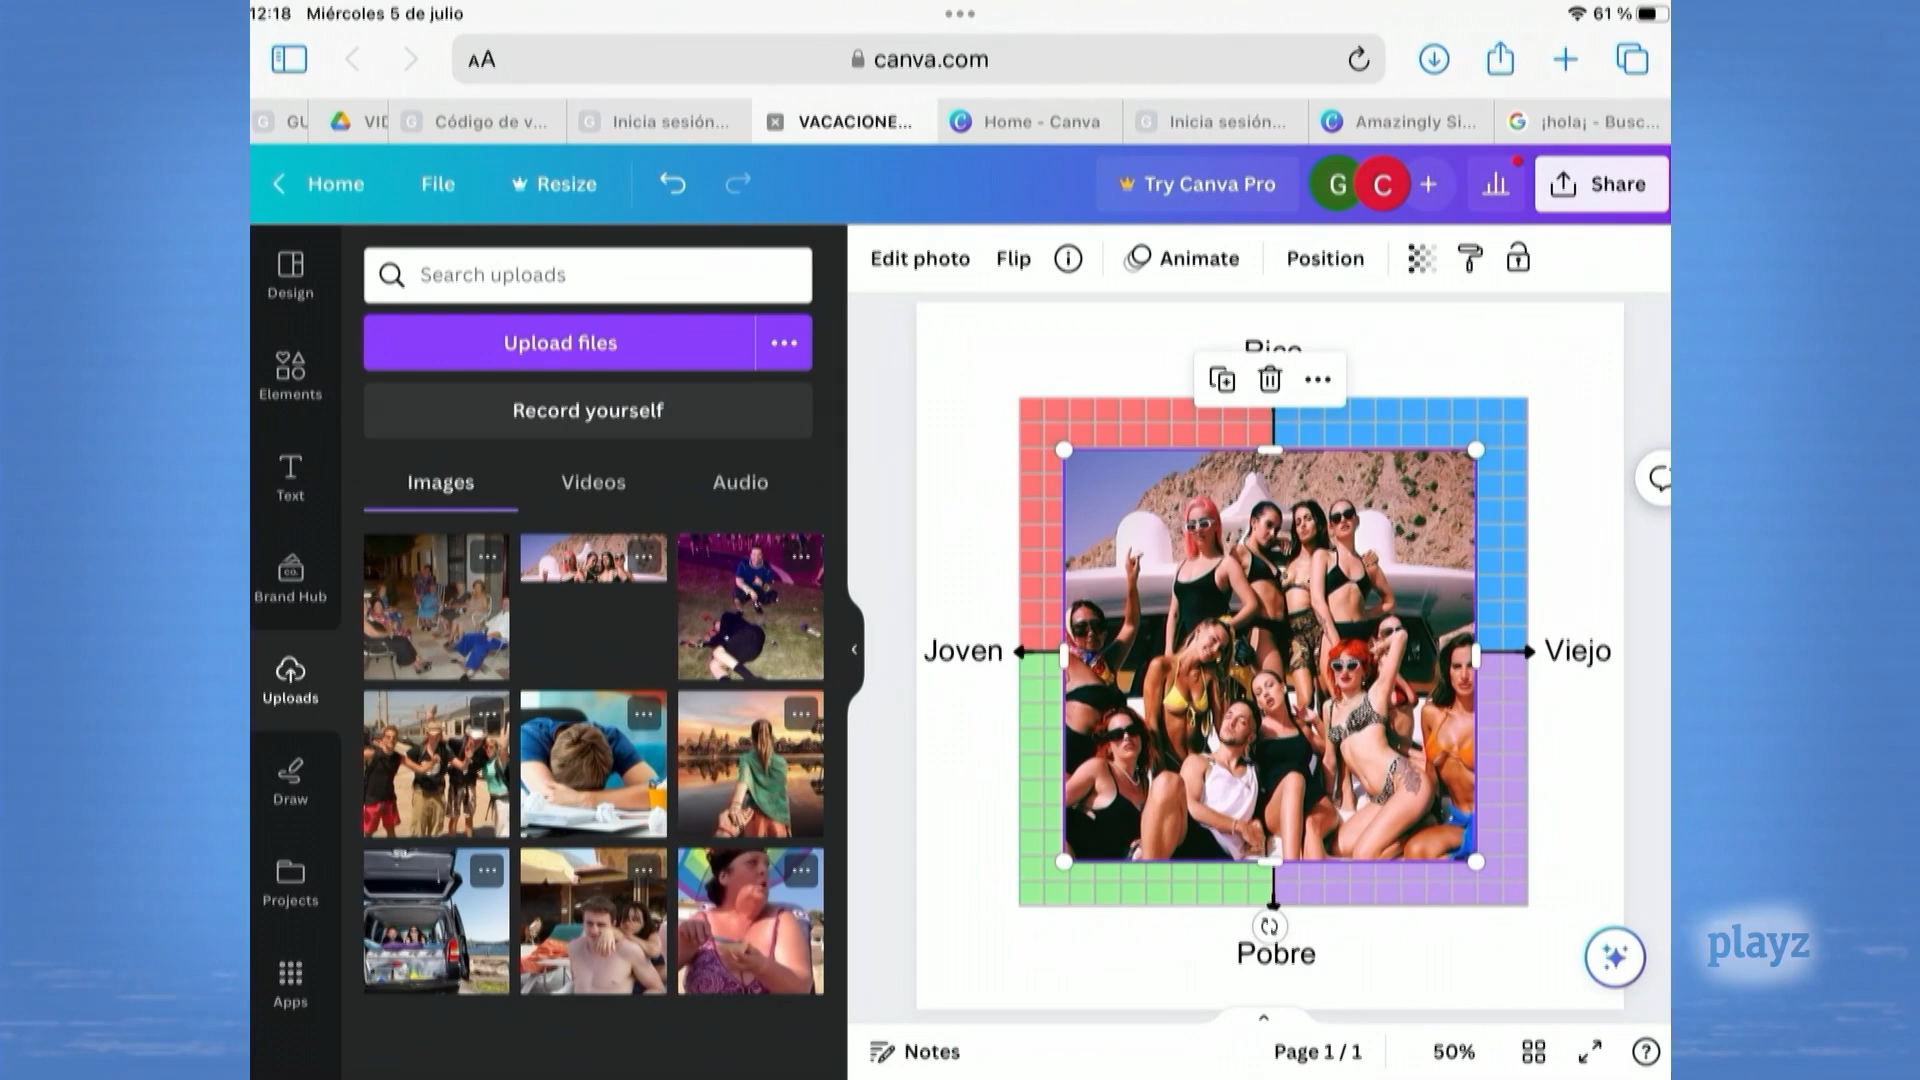 12:18 Miércoles 5 de julio
61 %
AA
canva.com
GU
VID
Código de v...
Inicia sesión...
VACACIONE...
Home - Canva
Inicia sesión...
Amazingly Si...
¡hola¡ - Busc...
Home
File
Resize
Try Canva Pro
G
C
Share
Design
Elements
Text
Brand Hub
Uploads
Draw
Projects
Apps
Search uploads
Upload files
Record yourself
Images
Videos
Audio
Edit photo
Flip
Animate
Position
Rico
Joven
Viejo
Pobre
playz
Notes
Page 1 / 1
50%